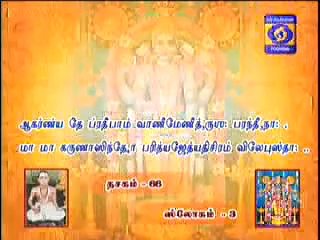 ஆகர்ண்ய தே ப்ரதீபாம் வாணீமேணீத்,ருஶ: பரந்தீ,நா: .
மா மா கருணாஸிந்தே,ா பரித்யஜேத்யதிசிரம் விலேபுஸ்தா: ..
தசகம் - 66
ஸ்லோகம் - 3